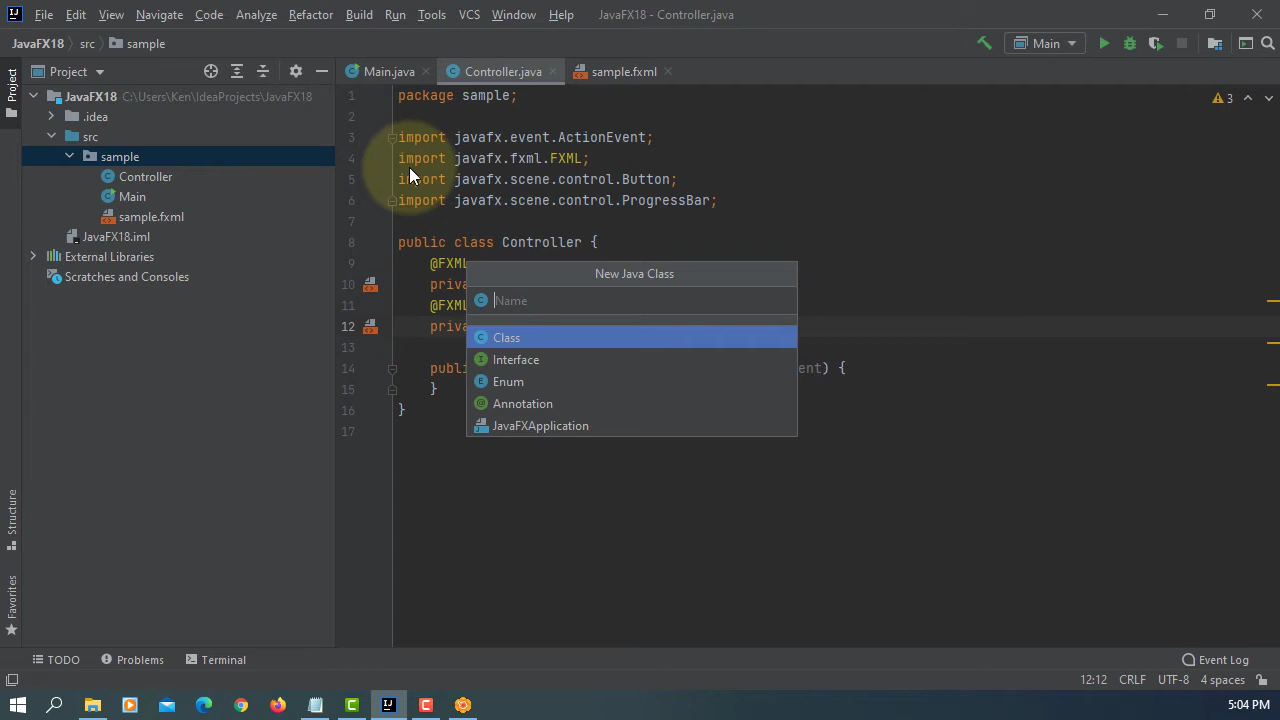 File Edit View Navigate Code Analyze Refactor Build Run Tools VCS Window Help JavaFX18 - Controller.java
JavaFX18 src sample Main
Project Main.java Controller.java sample.fxml
JavaFX18 C:\Users\Ken\IdeaProjects\JavaFX18
.idea
src
sample
Controller
Main
sample.fxml
JavaFX18.iml
External Libraries
Scratches and Consoles
Project
Structure
Favorites
1 package sample;
3
2
3 import javafx.event.ActionEvent;
4 import javafx.fxml.FXML;
5 import javafx.scene.control.Button;
6 import javafx.scene.control.ProgressBar;
7
8 public class Controller {
9 @FXML
10 priva
11 @FXML
12 priva
13
14 publ ent) {
15 }
16 }
17
New Java Class
Name
Class
Interface
Enum
Annotation
JavaFXApplication
TODO Problems Terminal Event Log
12:12 CRLF UTF-8 4 spaces
5:04 PM